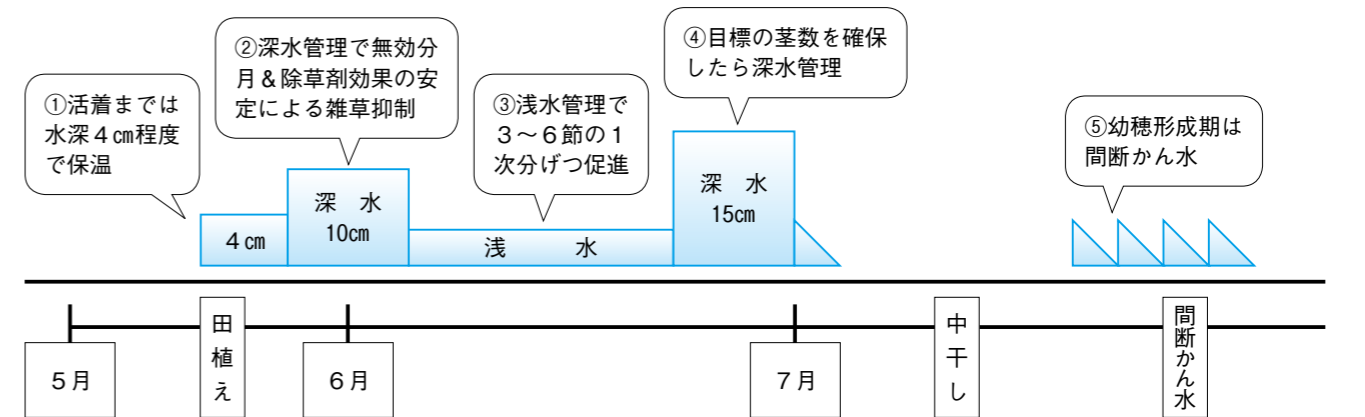 ①活着までは
水深４㎝程度
で保温
②深水管理で無効分
月＆除草剤効果の安
定による雑草抑制
③浅水管理で
３～６節の１
次分げつ促進
④目標の茎数を確保
したら深水管理
⑤幼穂形成期は
間断かん水
４㎝
深　水
10㎝
浅　水
深　水
15㎝
５月
田植え
６月
７月
中干し
間断かん水